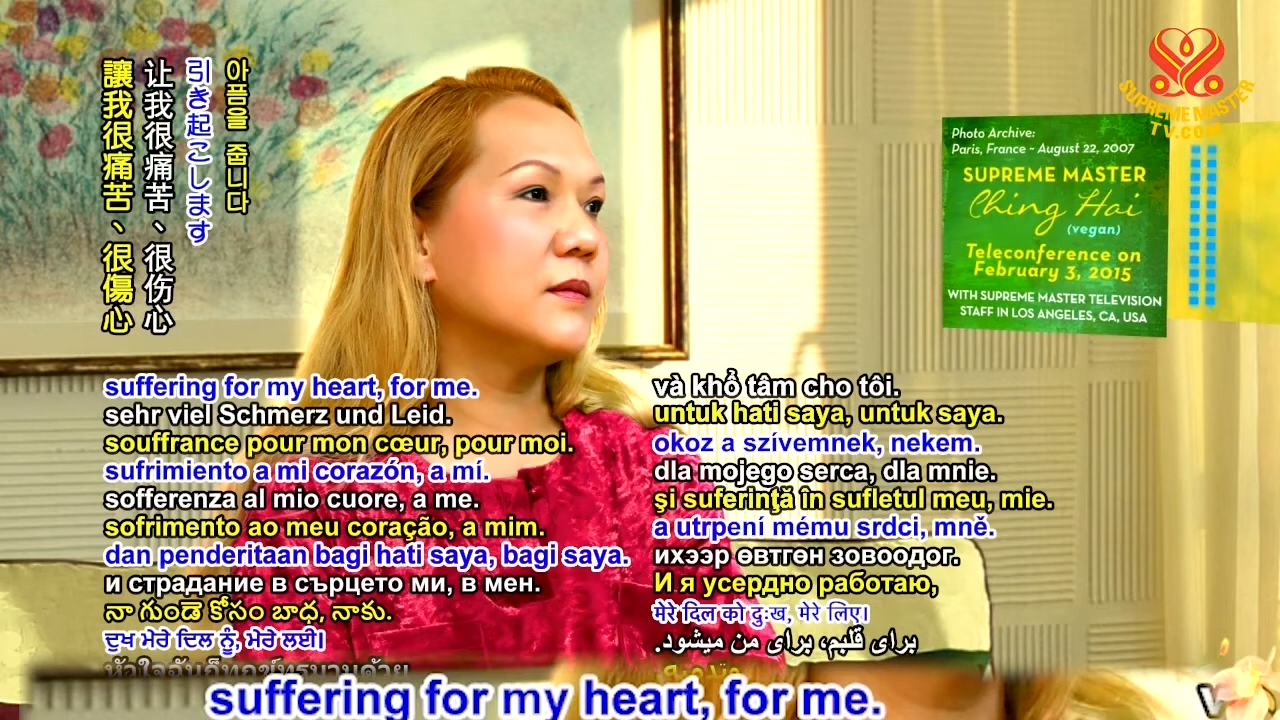 아픔을 줍니다
引き起こします
让我很痛苦、很伤心
讓我很痛苦、很傷心
SUPREME MASTER
TV.COM
Photo Archive:
Paris, France ~ August 22, 2007
SUPREME MASTER
Ching Hai
(vegan)
Teleconference on
February 3, 2015
WITH SUPREME MASTER TELEVISION
STAFF IN LOS ANGELES, CA, USA
suffering for my heart, for me.
sehr viel Schmerz und Leid.
souffrance pour mon cœur, pour moi.
sufrimiento a mi corazón, a mí.
sofferenza al mio cuore, a me.
sofrimento ao meu coração, a mim.
dan penderitaan bagi hati saya, bagi saya.
и страдание в сърцето ми, в мен.
నా గుండె కోసం బాధ, నాకు.
ਦੁਖ ਮੇਰੇ ਦਿਲ ਨੂੰ, ਮੇਰੇ ਲਈ।
và khổ tâm cho tôi.
untuk hati saya, untuk saya.
okoz a szívemnek, nekem.
dla mojego serca, dla mnie.
şi suferinţă în sufletul meu, mie.
a utrpení mému srdci, mně.
ихээр өвтгөн зовоодог.
И я усердно работаю,
मेरे दिल को दुःख, मेरे लिए।
برای قلبم، برای من میشود.
suffering for my heart, for me.